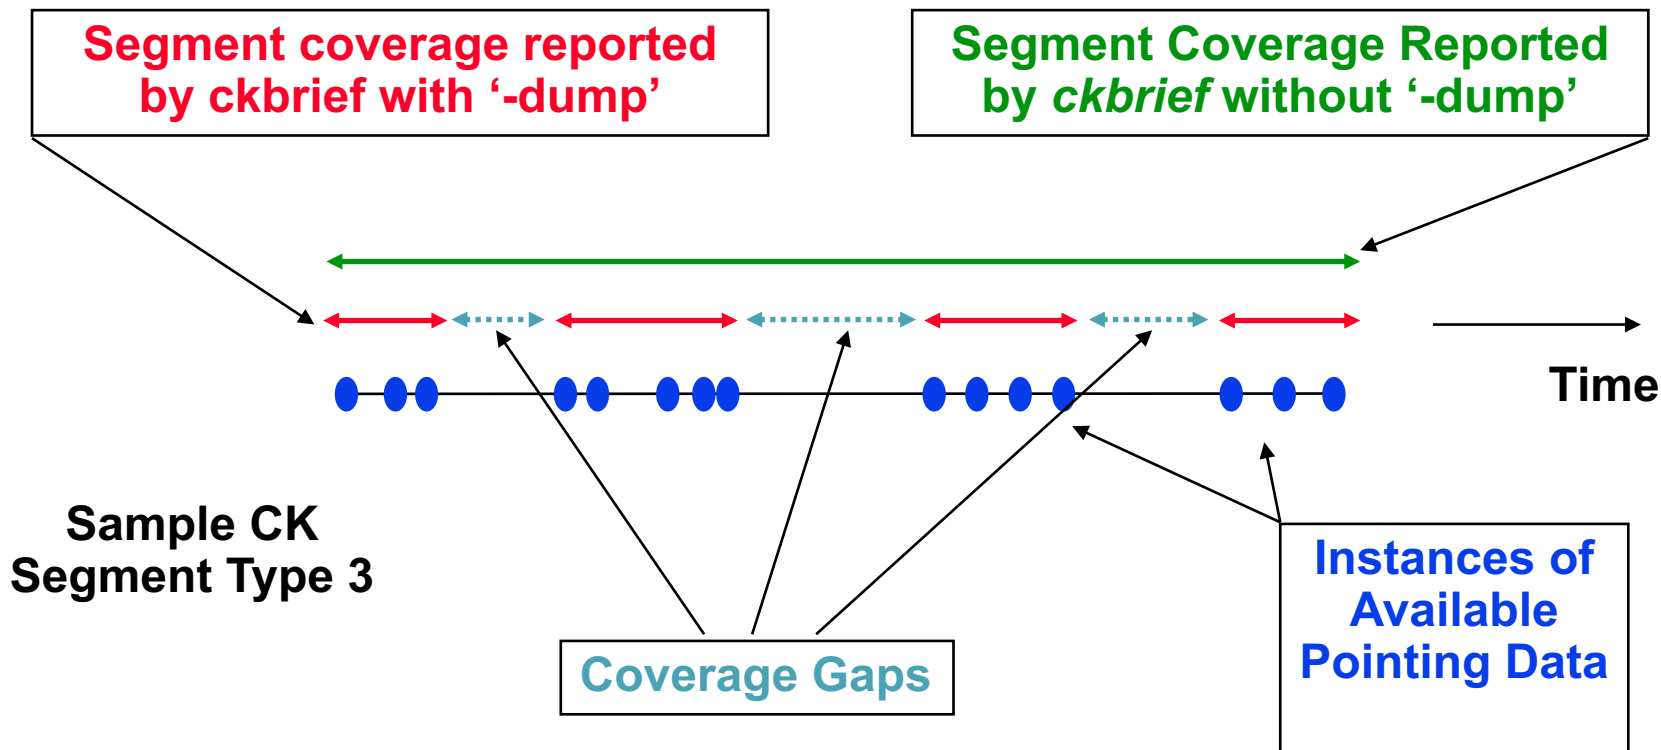 Segment coverage reported
by ckbrief with ‘-dump’
Segment Coverage Reported
by ckbrief without ‘-dump’
Time
Sample CK
Segment Type 3
Coverage Gaps
Instances of
Available
Pointing Data